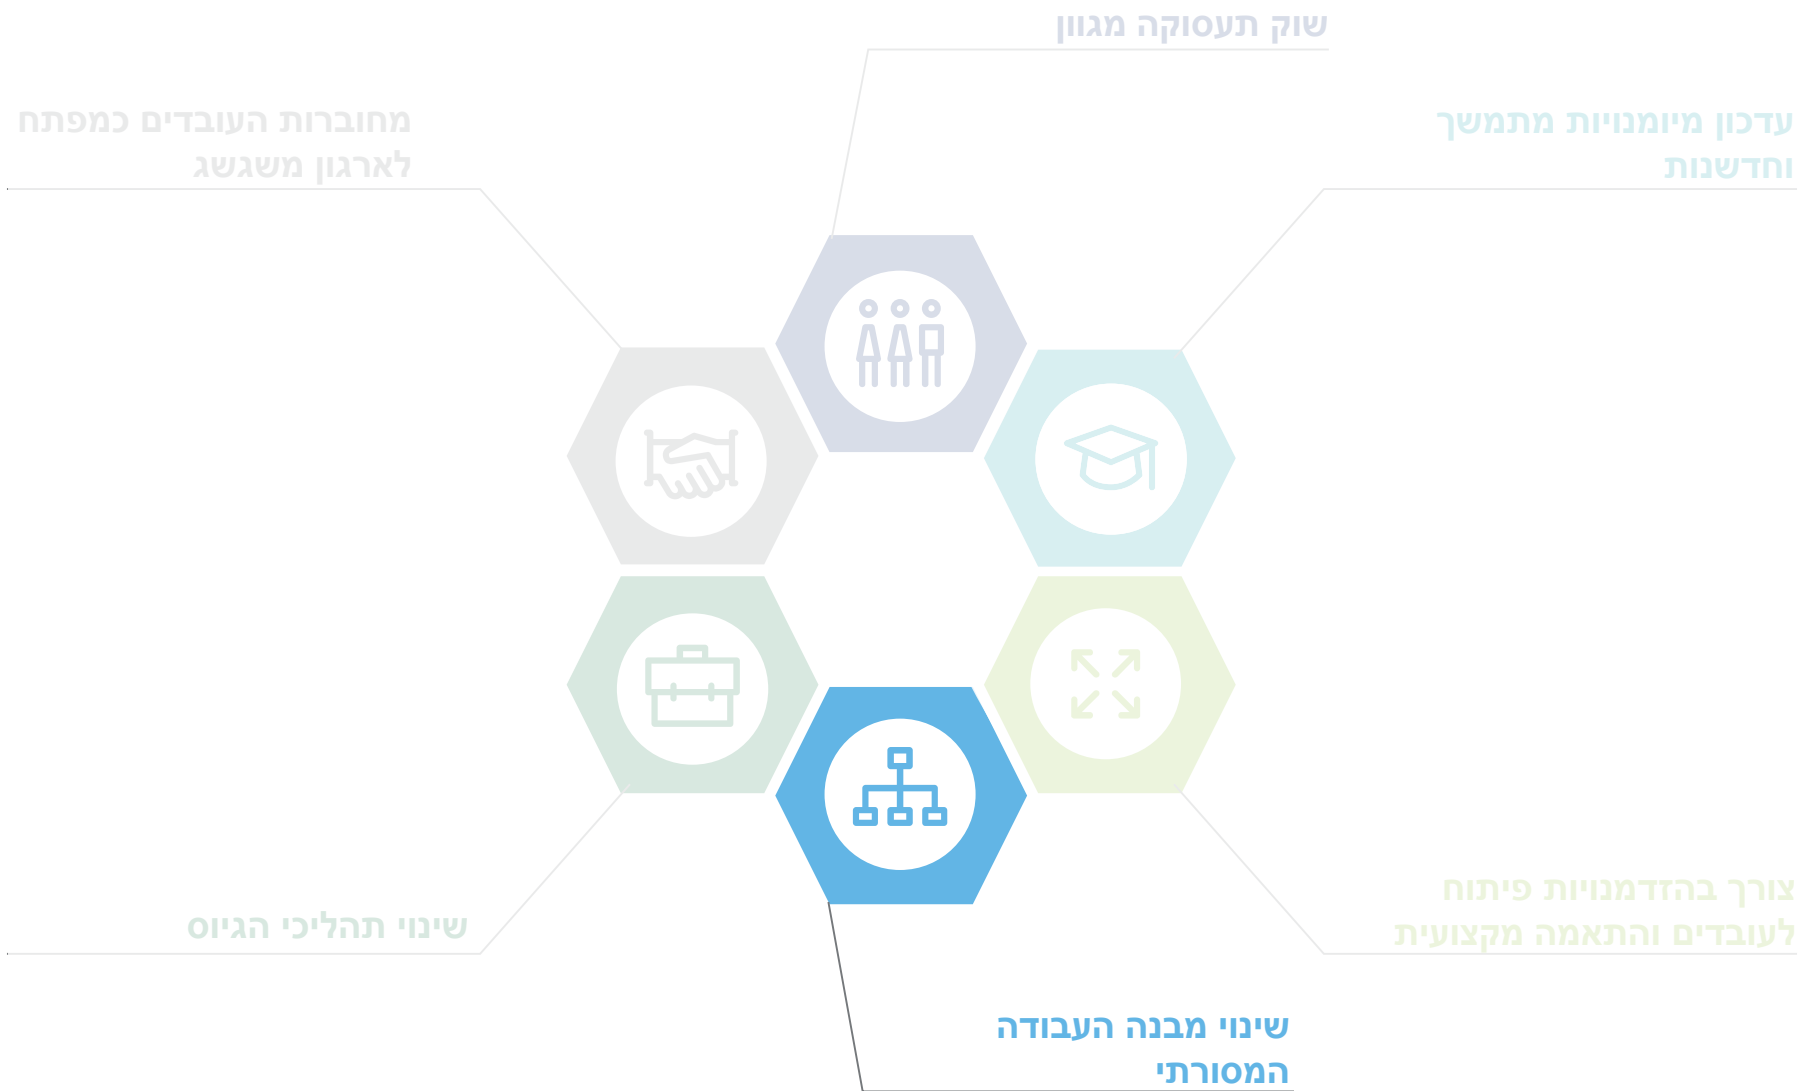 שוק תעסוקה מגוון
עדכון מיומנויות מתמשך
וחדשנות
מחוברות העובדים כמפתח
לארגון משגשג
צורך בהזדמנויות פיתוח
לעובדים והתאמה מקצועית
שינוי תהליכי הגיוס
שינוי מבנה העבודה
המסורתי